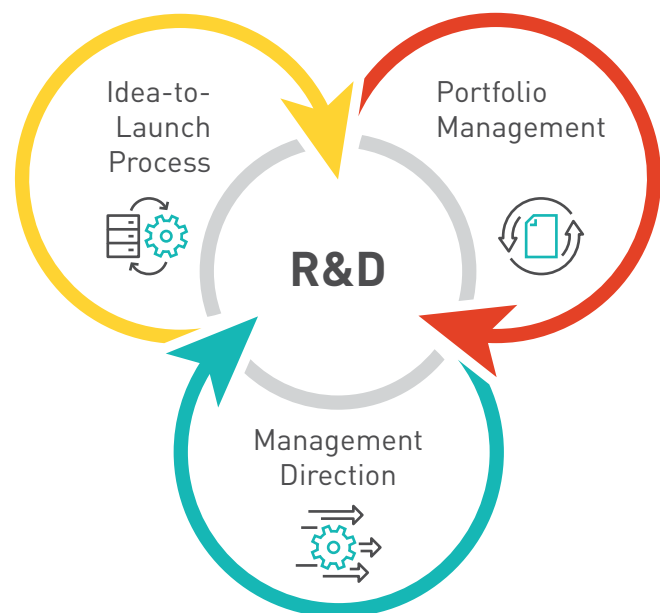 Idea-to-
Launch
Process
Portfolio
Management
R&D
Management
Direction